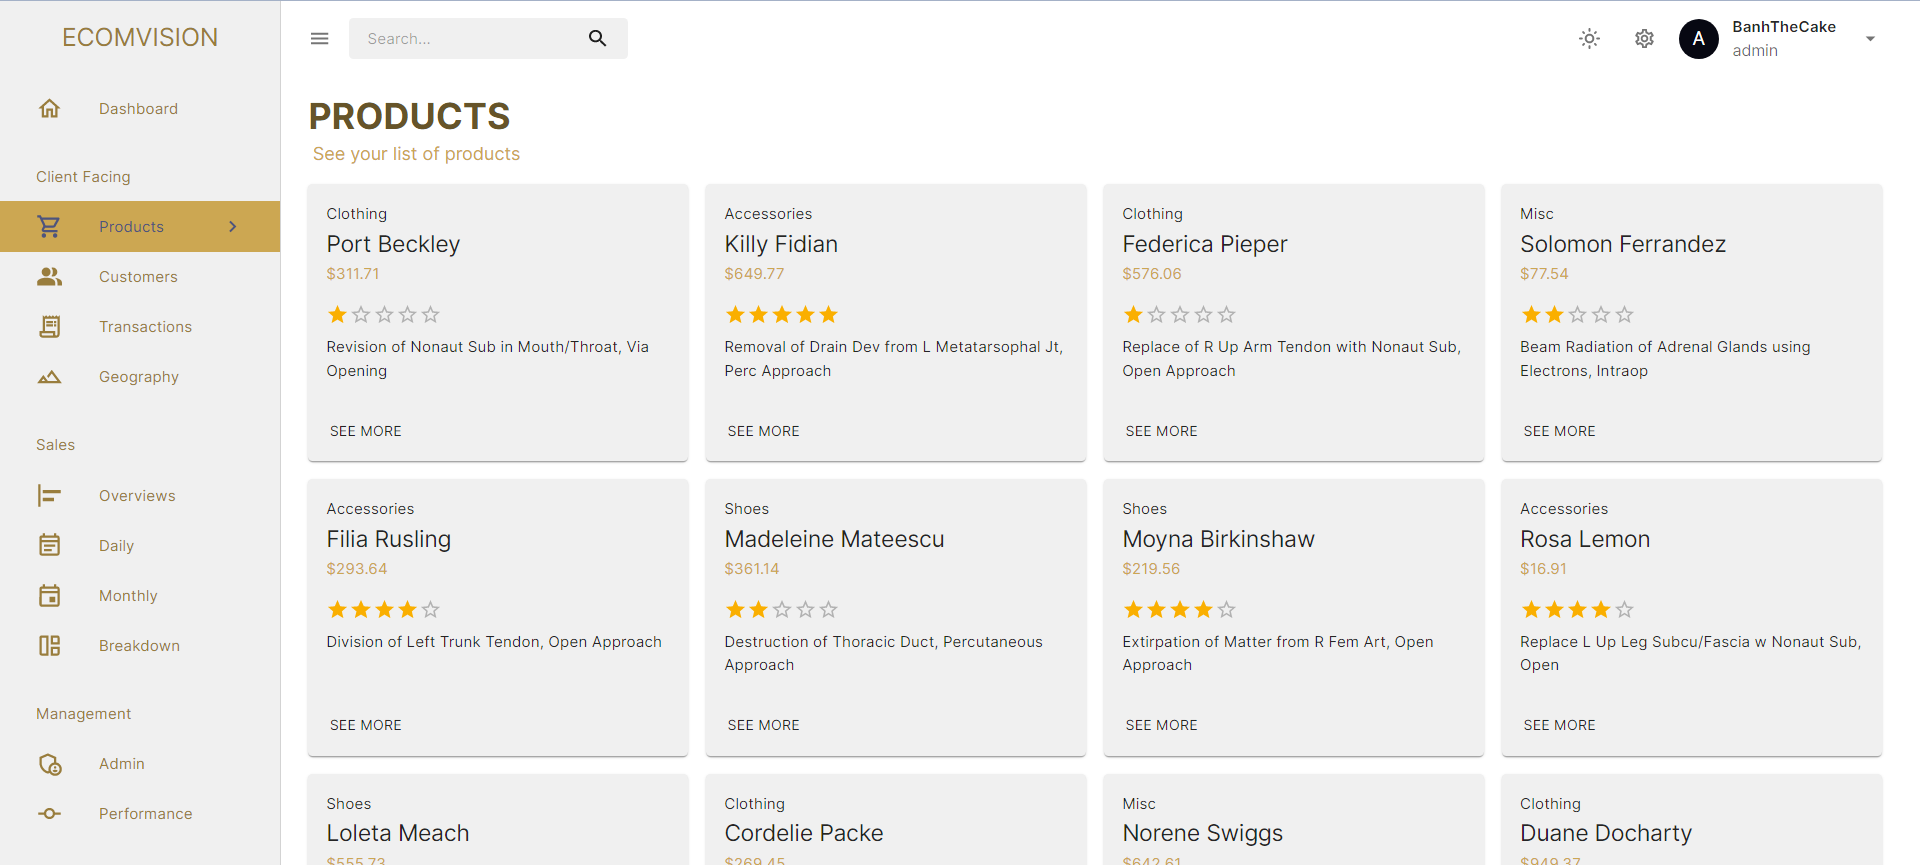 ECOMVISION
Dashboard
Client Facing
Products
Customers
Transactions
Geography
Sales
Overviews
Daily
Monthly
Breakdown
Management
Admin
Performance
Search...
A
BanhTheCake
admin
PRODUCTS
See your list of products
Clothing
Port Beckley
$311.71
Revision of Nonaut Sub in Mouth/Throat, Via
Opening
SEE MORE
Accessories
Killy Fidian
$649.77
Removal of Drain Dev from L Metatarsophal Jt,
Perc Approach
SEE MORE
Clothing
Federica Pieper
$576.06
Replace of R Up Arm Tendon with Nonaut Sub,
Open Approach
SEE MORE
Misc
Solomon Ferrandez
$77.54
Beam Radiation of Adrenal Glands using
Electrons, Intraop
SEE MORE
Accessories
Filia Rusling
$293.64
Division of Left Trunk Tendon, Open Approach
SEE MORE
Shoes
Madeleine Mateescu
$361.14
Destruction of Thoracic Duct, Percutaneous
Approach
SEE MORE
Shoes
Moyna Birkinshaw
$219.56
Extirpation of Matter from R Fem Art, Open
Approach
SEE MORE
Accessories
Rosa Lemon
$16.91
Replace L Up Leg Subcu/Fascia w Nonaut Sub,
Open
SEE MORE
Shoes
Loleta Meach
$555.73
Clothing
Cordelie Packe
$269.45
Misc
Norene Swiggs
$642.61
Clothing
Duane Docharty
$949.37